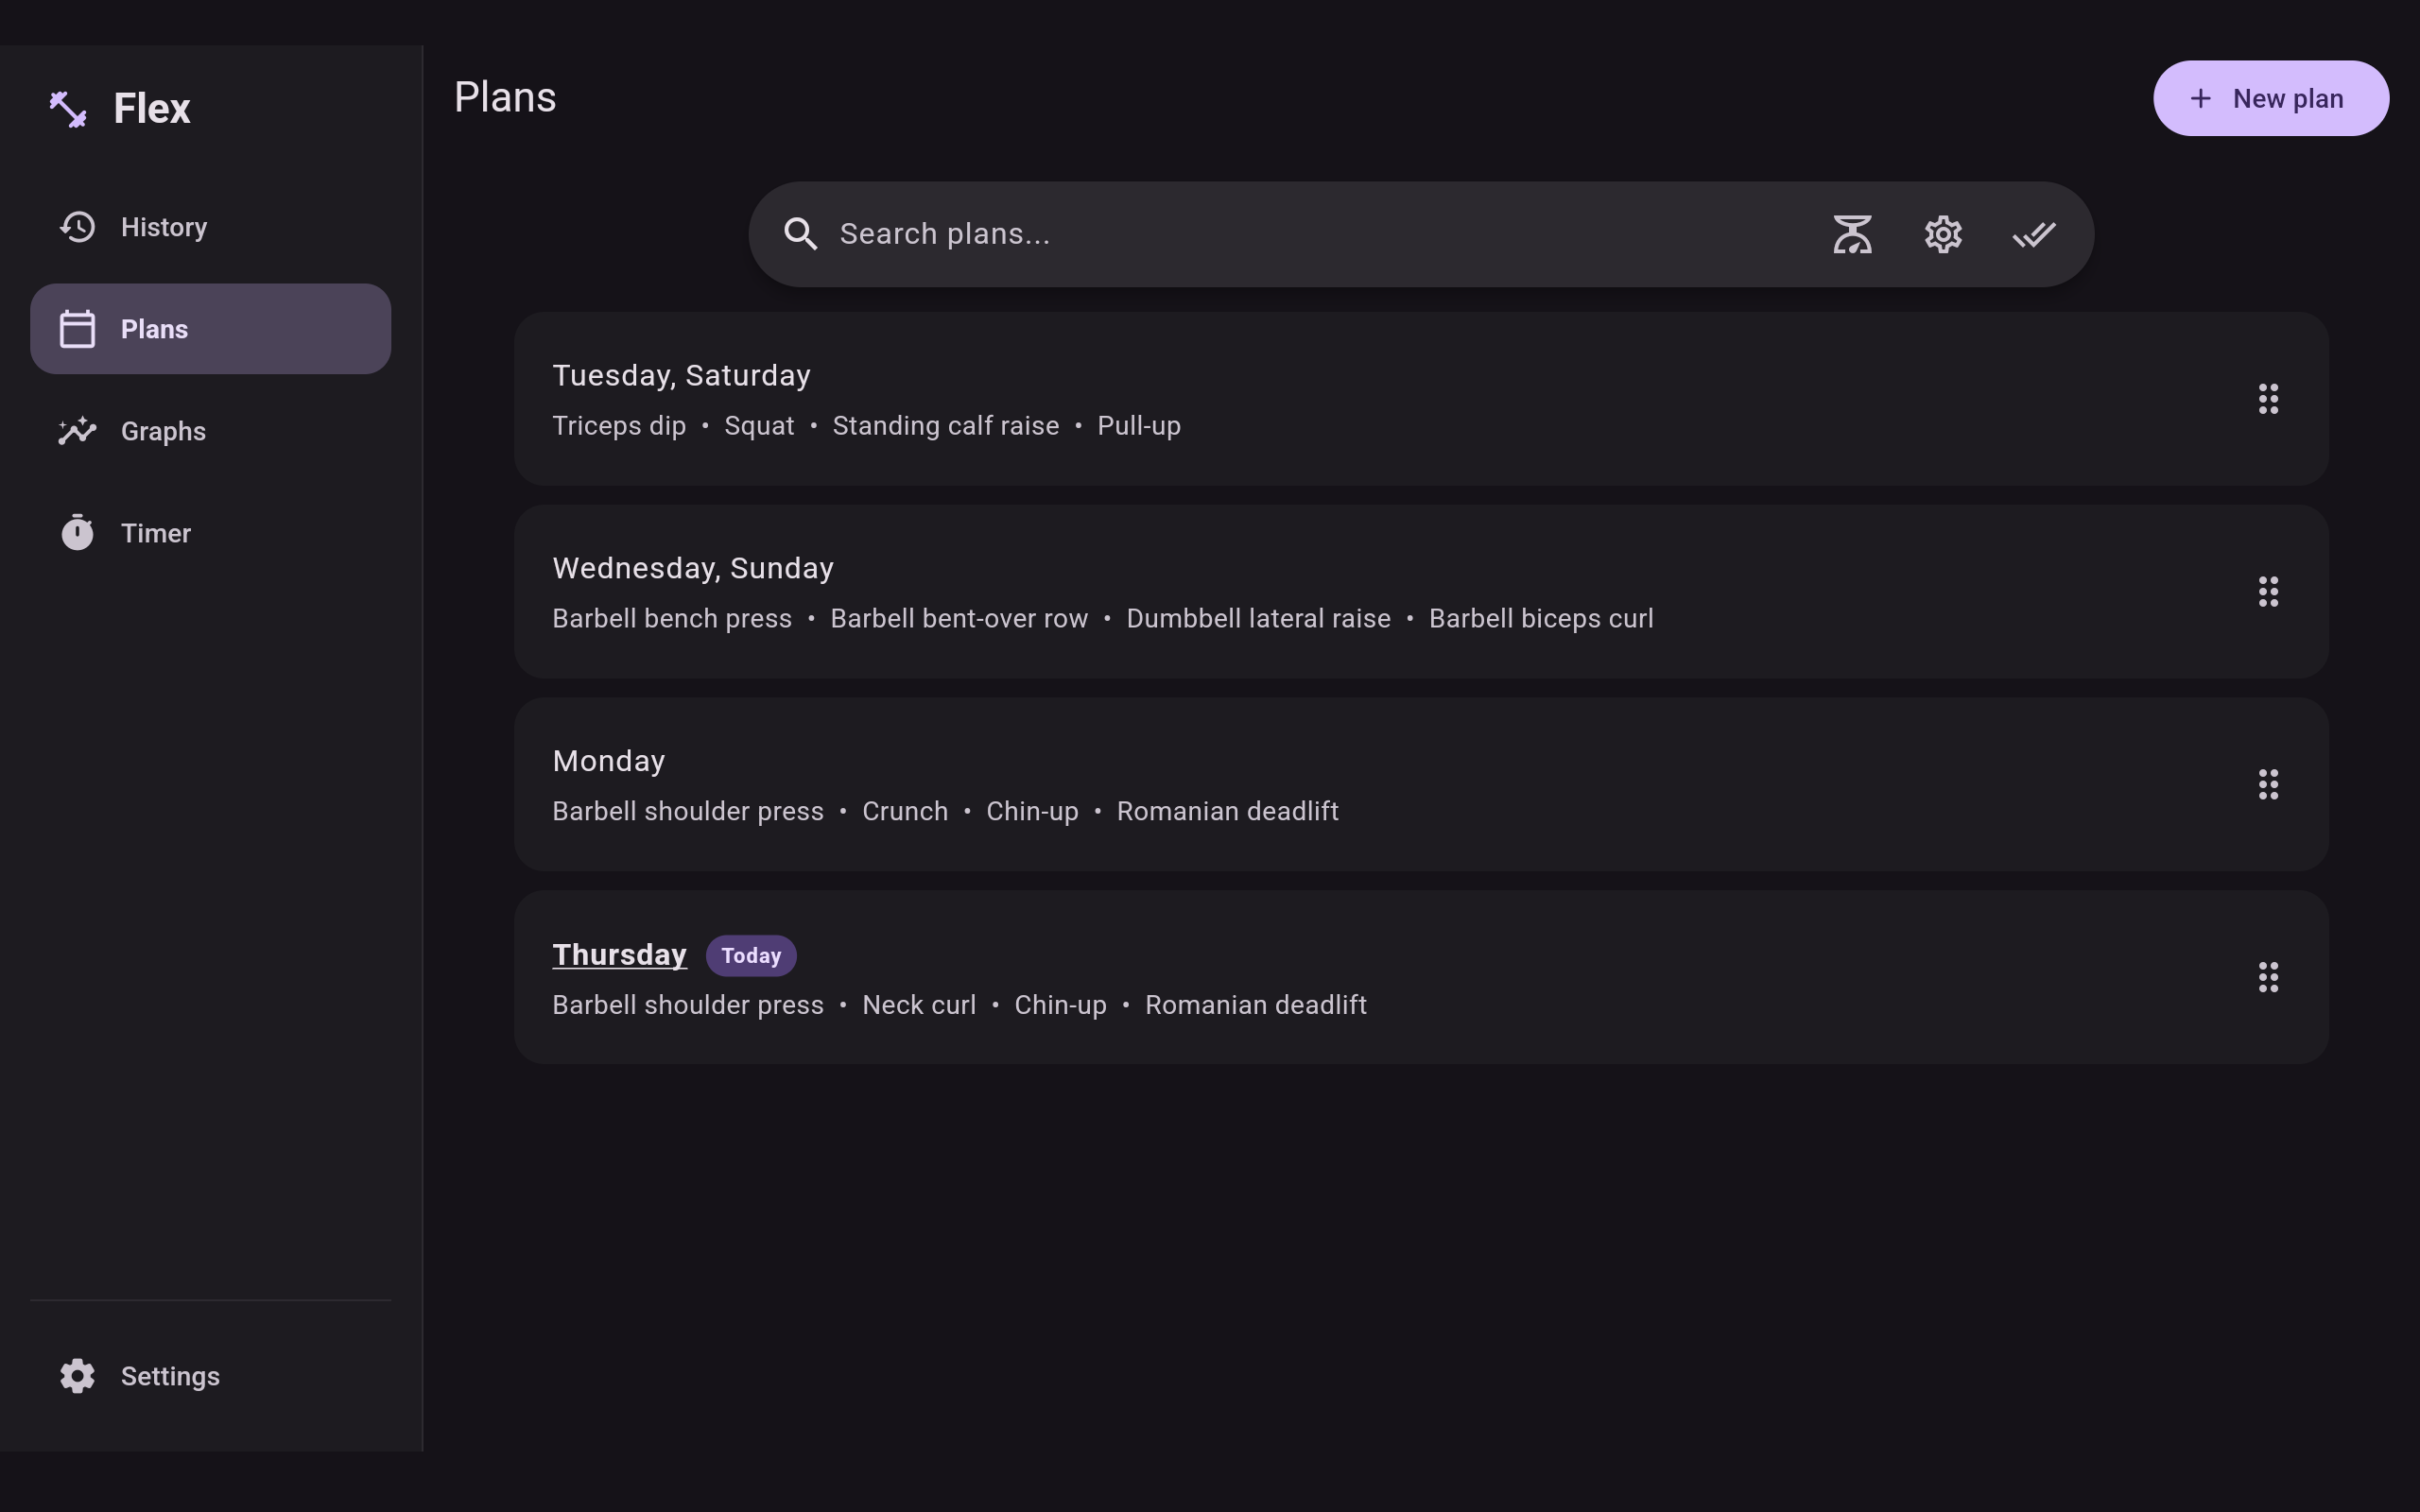 Flex
History
Plans
Graphs
Timer
Settings
Plans
New plan
Search plans...
Tuesday, Saturday
Triceps dip • Squat • Standing calf raise • Pull-up
Wednesday, Sunday
Barbell bench press • Barbell bent-over row • Dumbbell lateral raise • Barbell biceps curl
Monday
Barbell shoulder press • Crunch • Chin-up • Romanian deadlift
Thursday Today
Barbell shoulder press • Neck curl • Chin-up • Romanian deadlift